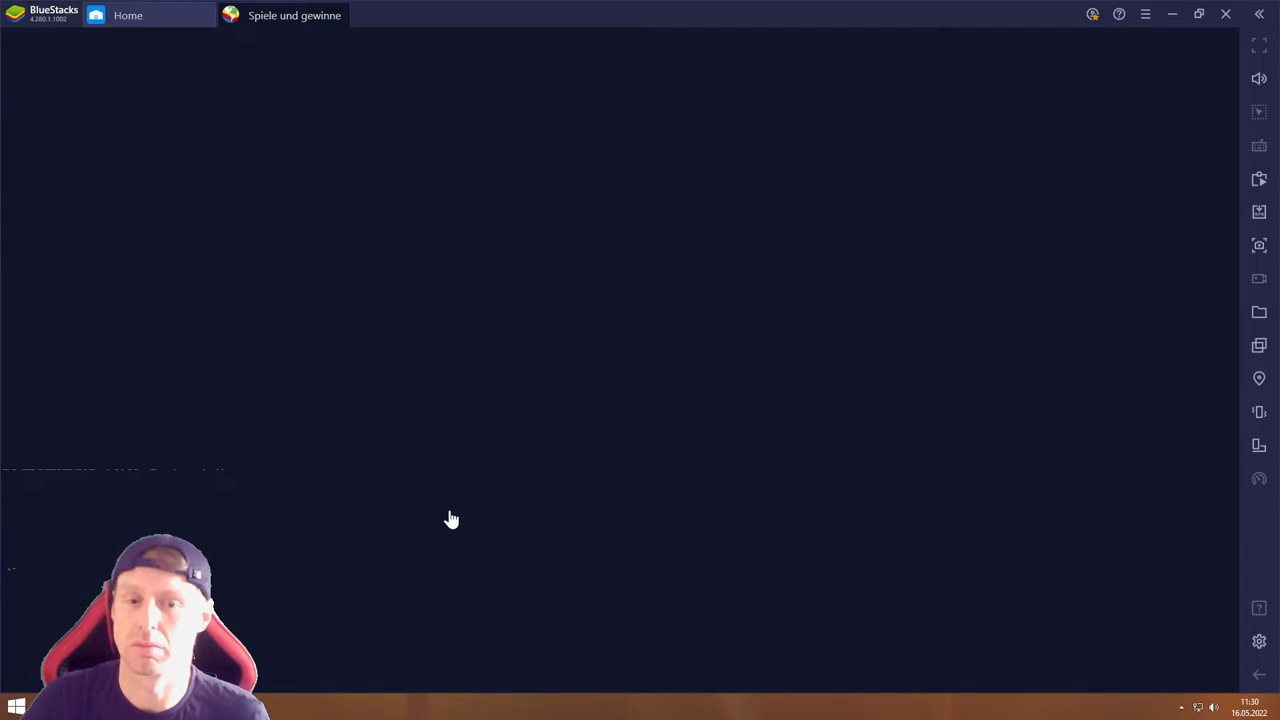 BlueStacks
4.280.1.1002
Home
Spiele und gewinne
11:30
16.05.2022